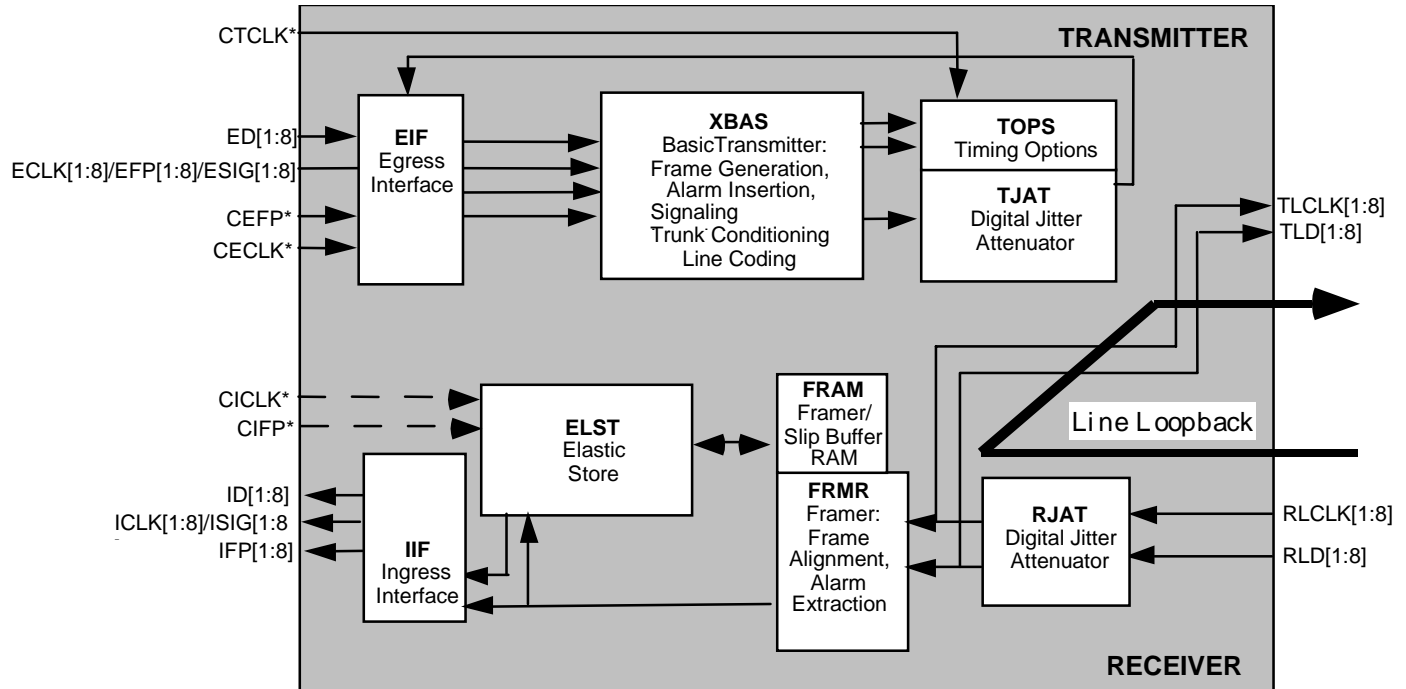 CTCLK*
TRANSMITTER
ED[1:8]
ECLK[1:8]/EFP[1:8]/ESIG[1:8]
CEFP*
CECLK*
EIF
Egress
Interface
XBAS
BasicTransmitter:
Frame Generation,
Alarm Insertion,
Signaling
Trunk Conditioning
Line Coding
TOPS
Timing Options
TJAT
Digital Jitter
Attenuator
TLCLK[1:8]
TLD[1:8]
CICLK*
CIFP*
ID[1:8]
ICLK[1:8]/ISIG[1:8
IFP[1:8]
ELST
Elastic
Store
IIF
Ingress
Interface
FRAM
Framer/
Slip Buffer
RAM
FRMR
Framer:
Frame
Alignment,
Alarm
Extraction
Line Loopback
RJAT
Digital Jitter
Attenuator
RLCLK[1:8]
RLD[1:8]
RECEIVER